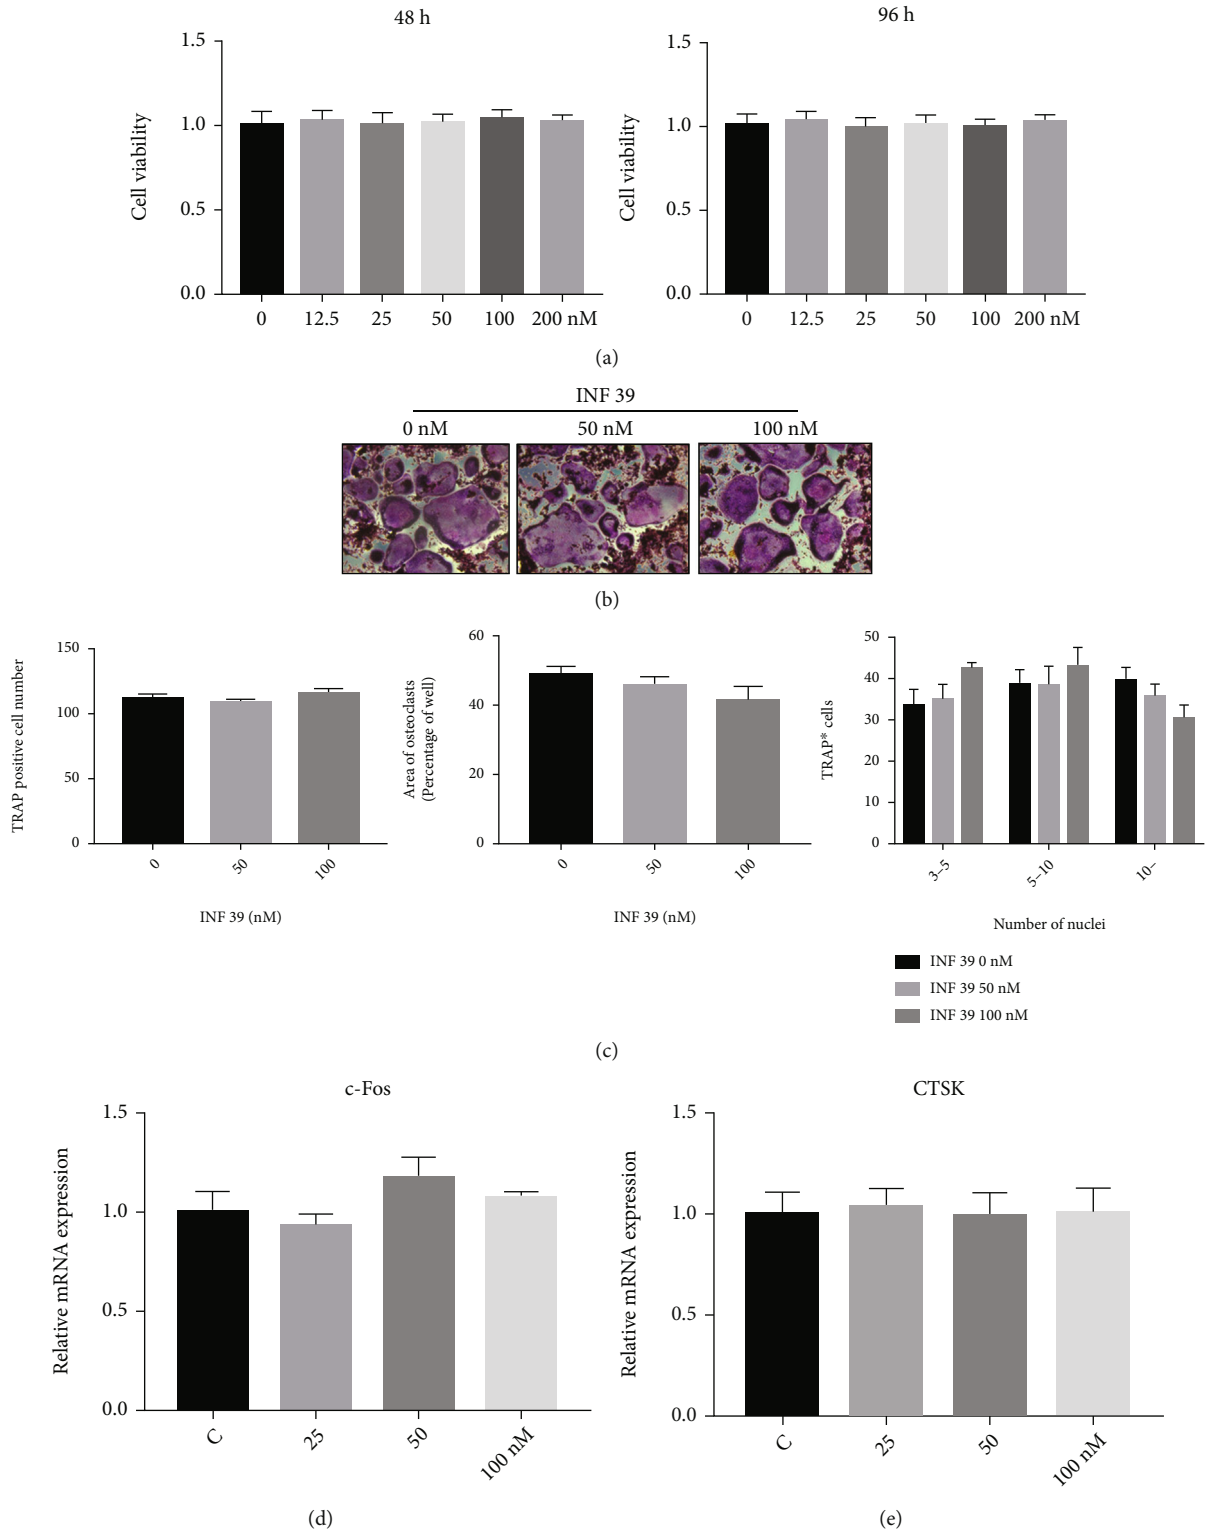 48 h
Cell viability
1.5
1.0
0.5
0.0
0 12.5 25 50 100 200 nM
96 h
Cell viability
1.5
1.0
0.5
0.0
0 12.5 25 50 100 200 nM
(a)
INF 39
0 nM 50 nM 100 nM
(b)
TRAP positive cell number
150
100
50
0
0 50 100
INF 39 (nM)
Area of osteoclasts
(Percentage of well)
60
40
20
0
0 50 100
INF 39 (nM)
TRAP* cells
50
40
30
20
10
0
3–5 5–10 10–
Number of nuclei
INF 39 0 nM
INF 39 50 nM
INF 39 100 nM
(c)
c-Fos
Relative mRNA expression
1.5
1.0
0.5
0.0
C 25 50 100 nM
(d)
CTSK
Relative mRNA expression
1.5
1.0
0.5
0.0
C 25 50 100 nM
(e)